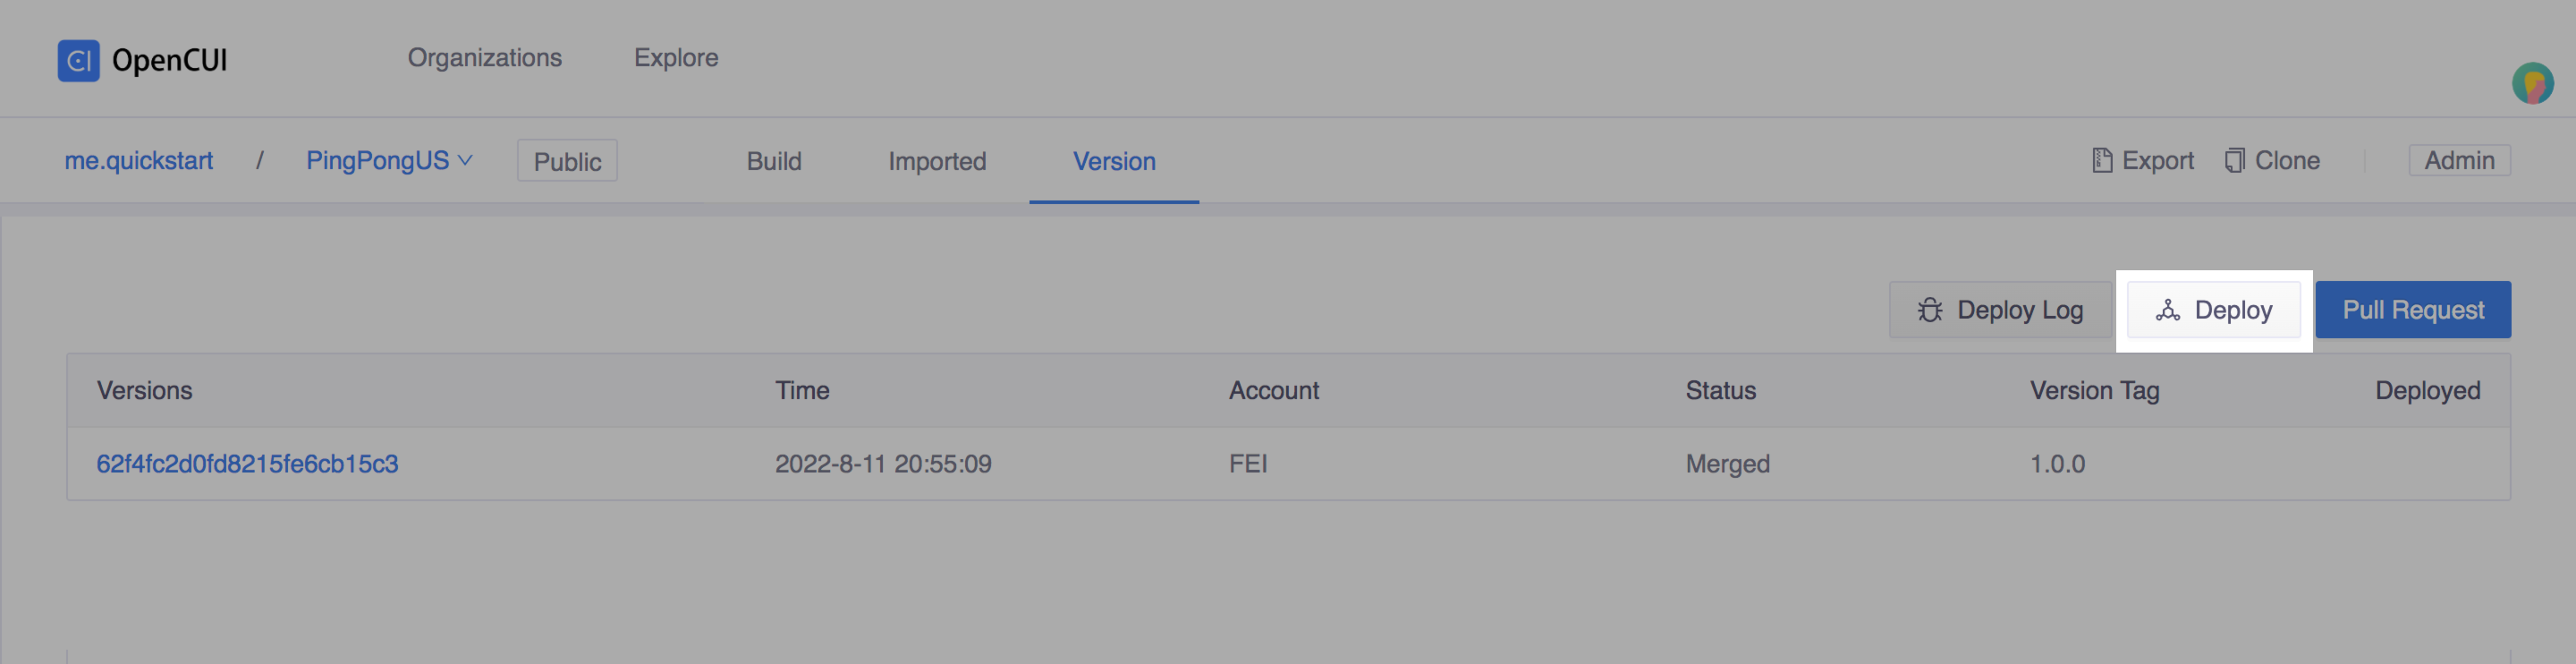 CI OpenCUI Organizations Explore
me.quickstart / PingPongUS Public Build Imported Version Export Clone Admin
Deploy Log Deploy Pull Request
Versions Time Account Status Version Tag Deployed
62f4fc2d0fd8215fe6cb15c3 2022-8-11 20:55:09 FEI Merged 1.0.0